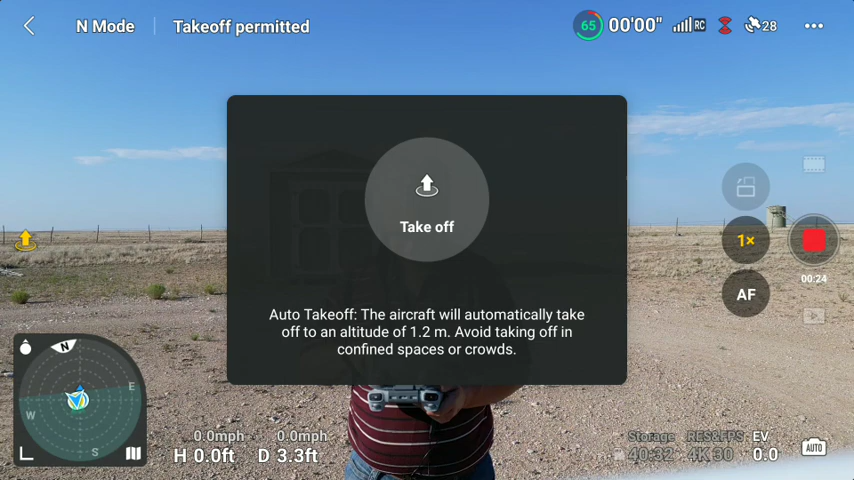 N Mode
Takeoff permitted
65
00'00"
RC
28
Take off
1×
00:24
AF
Auto Takeoff: The aircraft will automatically take
off to an altitude of 1.2 m. Avoid taking off in
confined spaces or crowds.
N
E
W
S
0.0mph
0.0mph
H 0.0ft
D 3.3ft
Storage
RES&FPS
EV
40:32
4K 30
0.0
AUTO